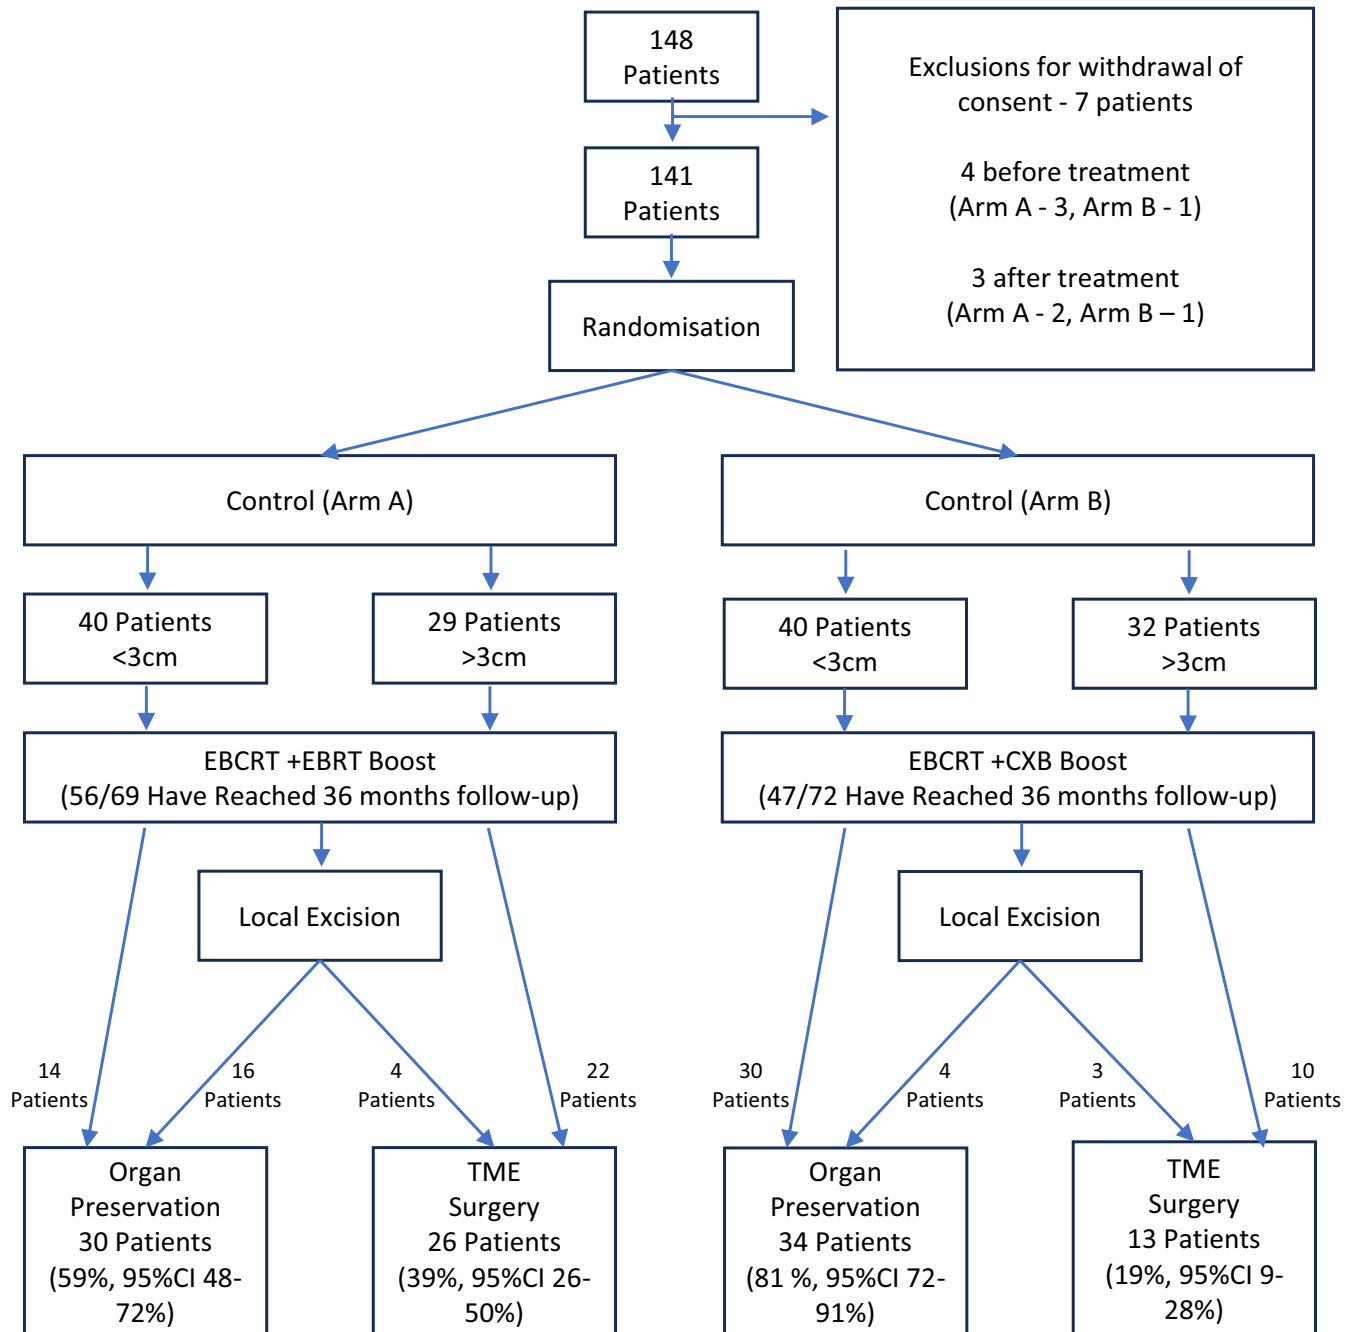 148
Patients
Exclusions for withdrawal of
consent - 7 patients
4 before treatment
(Arm A - 3, Arm B - 1)
3 after treatment
(Arm A - 2, Arm B – 1)
141
Patients
Randomisation
Control (Arm A)
Control (Arm B)
40 Patients
<3cm
29 Patients
>3cm
40 Patients
<3cm
32 Patients
>3cm
EBCRT +EBRT Boost
(56/69 Have Reached 36 months follow-up)
EBCRT +CXB Boost
(47/72 Have Reached 36 months follow-up)
Local Excision
Local Excision
14
Patients
16
Patients
4
Patients
22
Patients
30
Patients
4
Patients
3
Patients
10
Patients
Organ
Preservation
30 Patients
(59%, 95%CI 48-
72%)
TME
Surgery
26 Patients
(39%, 95%CI 26-
50%)
Organ
Preservation
34 Patients
(81 %, 95%CI 72-
91%)
TME
Surgery
13 Patients
(19%, 95%CI 9-
28%)